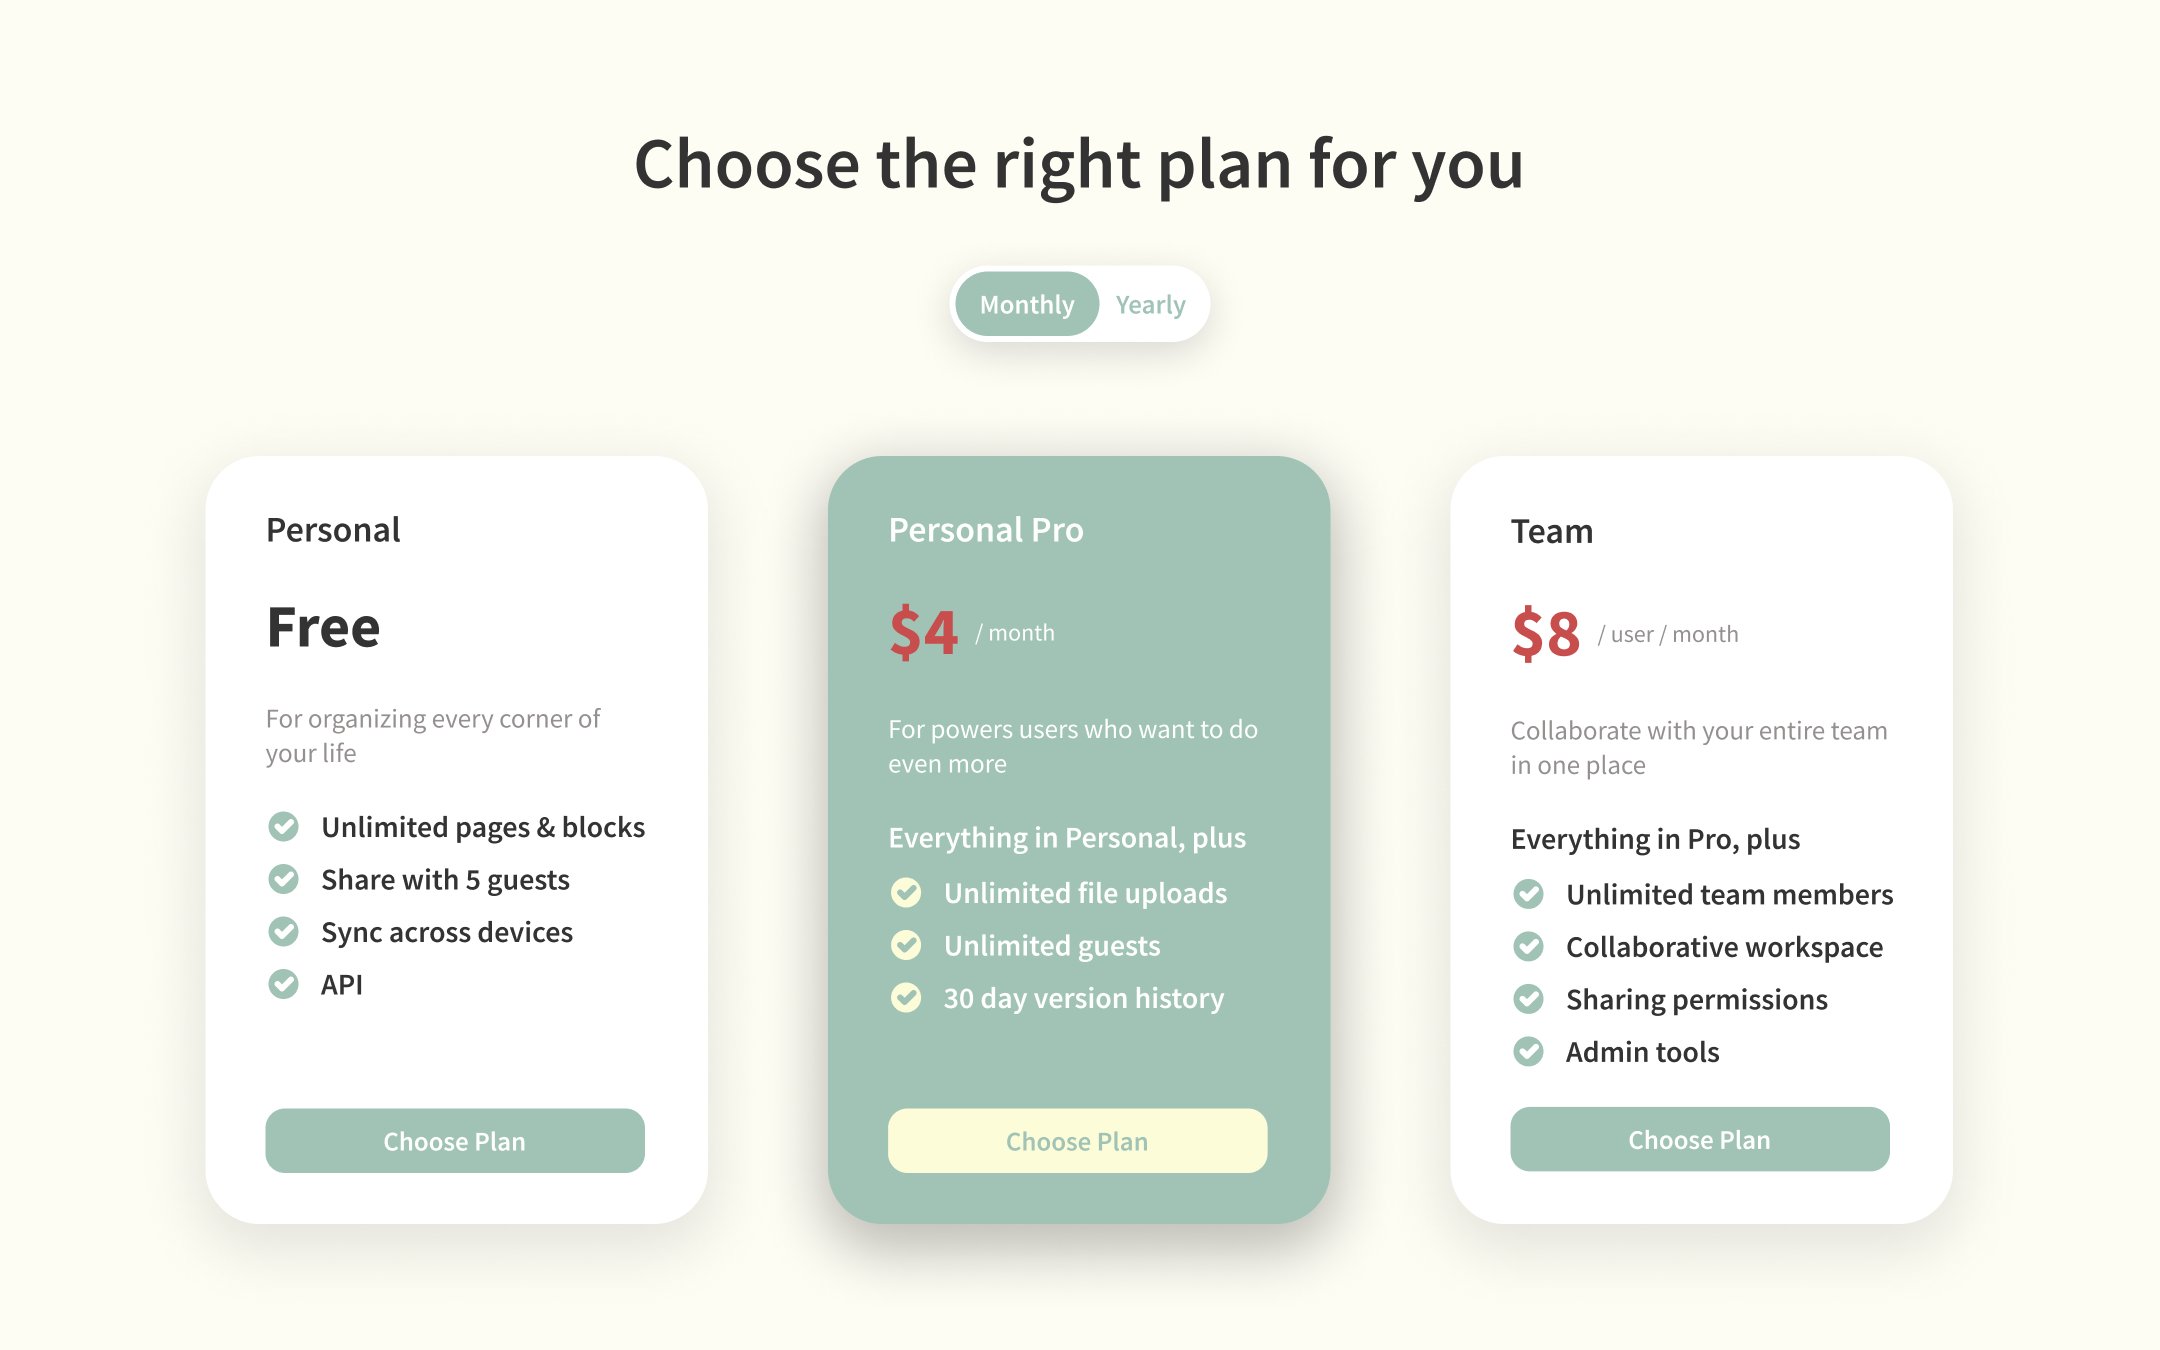 Choose the right plan for you
Monthly
Yearly
Personal
Free
For organizing every corner of
your life
Unlimited pages & blocks
Share with 5 guests
Sync across devices
API
Choose Plan
Personal Pro
$4 / month
For powers users who want to do
even more
Everything in Personal, plus
Unlimited file uploads
Unlimited guests
30 day version history
Choose Plan
Team
$8 / user / month
Collaborate with your entire team
in one place
Everything in Pro, plus
Unlimited team members
Collaborative workspace
Sharing permissions
Admin tools
Choose Plan